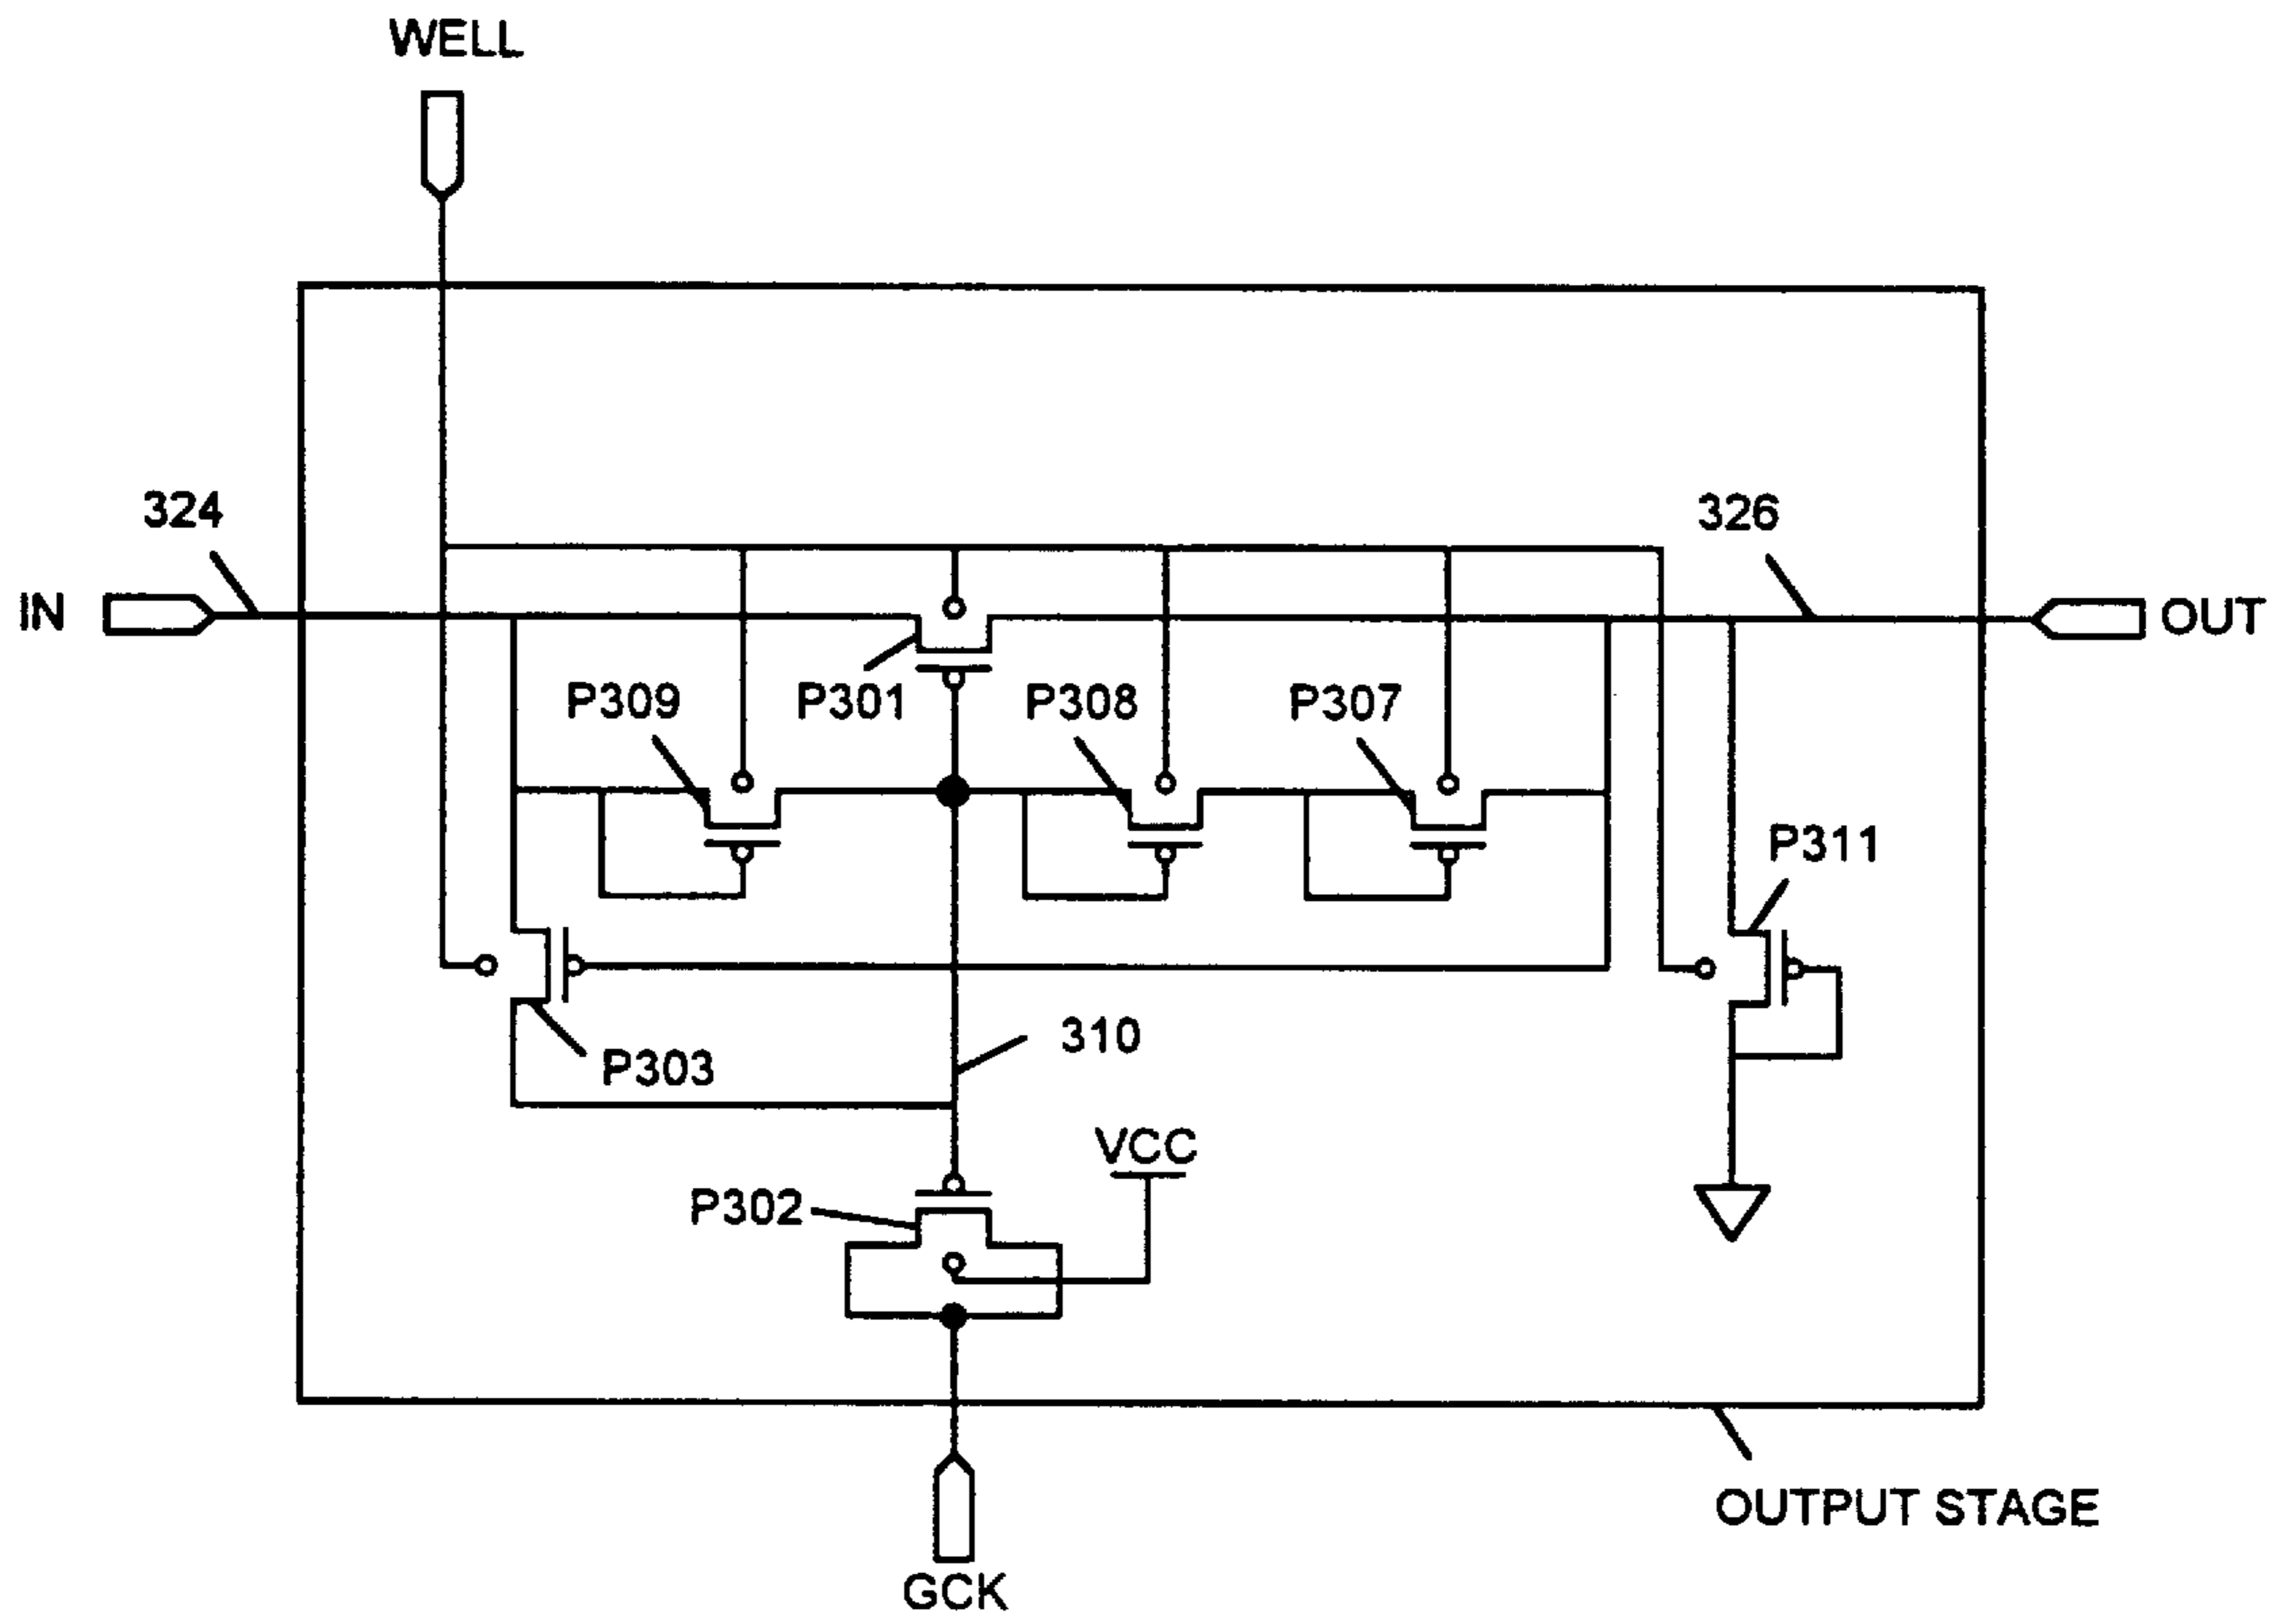 WELL
324
326
IN
OUT
P309
P301
P308
P307
P311
310
P303
VCC
P302
OUTPUT STAGE
GCK